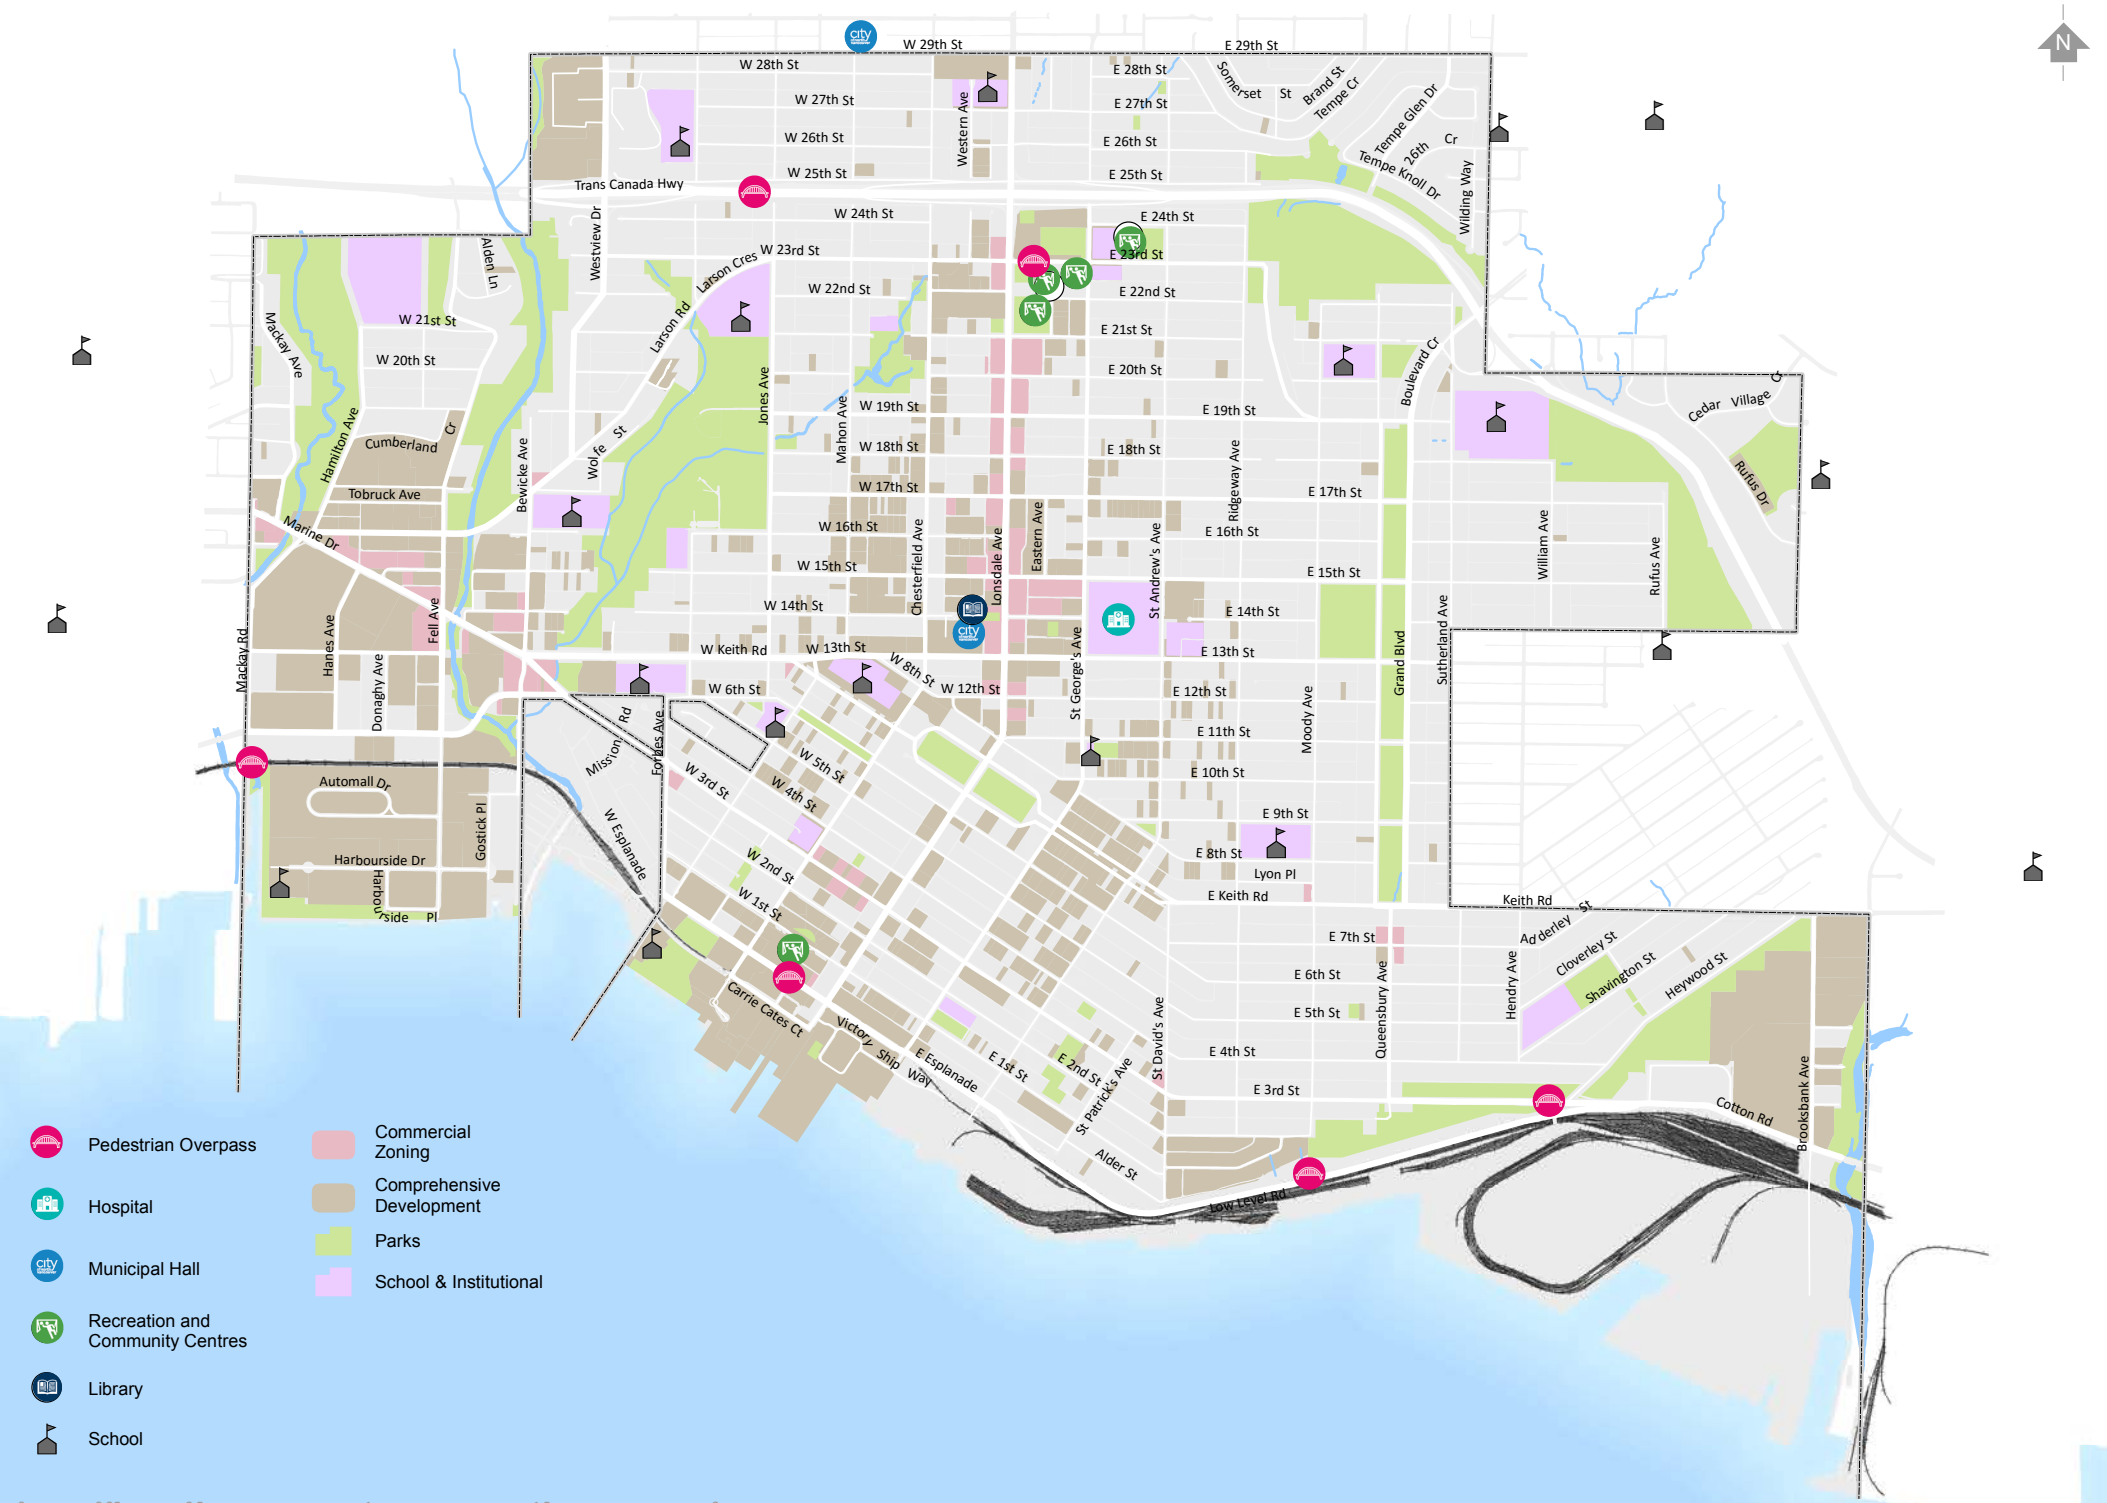 N
city
W 29th St
E 29th St
W 28th St
E 28th St
Somerset St
Brand St
Tempe Cr
W 27th St
E 27th St
Western Ave
Tempe Glen Dr
W 26th St
E 26th St
26th Cr
W 25th St
E 25th St
Tempe Knoll Dr
Trans Canada Hwy
Wilding Way
W 24th St
E 24th St
Westview Dr
Alden Ln
W 23rd St
E 23rd St
Larson Cres
W 22nd St
E 22nd St
Larson Rd
W 21st St
E 21st St
Mackay Ave
W 20th St
E 20th St
Boulevard Cr
Cedar Village Cr
Jones Ave
Mahon Ave
W 19th St
E 19th St
Hamilton Ave
Cumberland Cr
Wolfe St
Bewicke Ave
W 18th St
E 18th St
Ridgeway Ave
Rufus Dr
Tobruck Ave
W 17th St
E 17th St
Marine Dr
W 16th St
Chesterfield Ave
Lonsdale Ave
Eastern Ave
St Andrew's Ave
E 16th St
William Ave
Rufus Ave
W 15th St
E 15th St
W 14th St
E 14th St
Fell Ave
Hanes Ave
Mackay Rd
Donaghy Ave
city
W Keith Rd
W 13th St
E 13th St
W 8th St
St George's Ave
Grand Blvd
Sutherland Ave
W 6th St
W 12th St
E 12th St
Moody Ave
Mission Rd
Forbes Ave
E 11th St
W 5th St
W 3rd St
W 4th St
E 10th St
Automall Dr
Gostick Pl
W Esplanade
E 9th St
Harbourside Dr
W 2nd St
E 8th St
Lyon Pl
Harbourside Pl
W 1st St
E Keith Rd
Keith Rd
Adderley St
E 7th St
Cloverley St
Shavington St
Heywood St
E 6th St
Queensbury Ave
Hendry Ave
Carrie Cates Ct
E 5th St
Victory Ship Way
E Esplanade
E 1st St
E 2nd St
St David's Ave
E 4th St
St Patrick's Ave
E 3rd St
Brooksbank Ave
Cotton Rd
Alder St
Low Level Rd
Pedestrian Overpass
Hospital
city
Municipal Hall
Recreation and
Community Centres
Library
School
Commercial
Zoning
Comprehensive
Development
Parks
School & Institutional